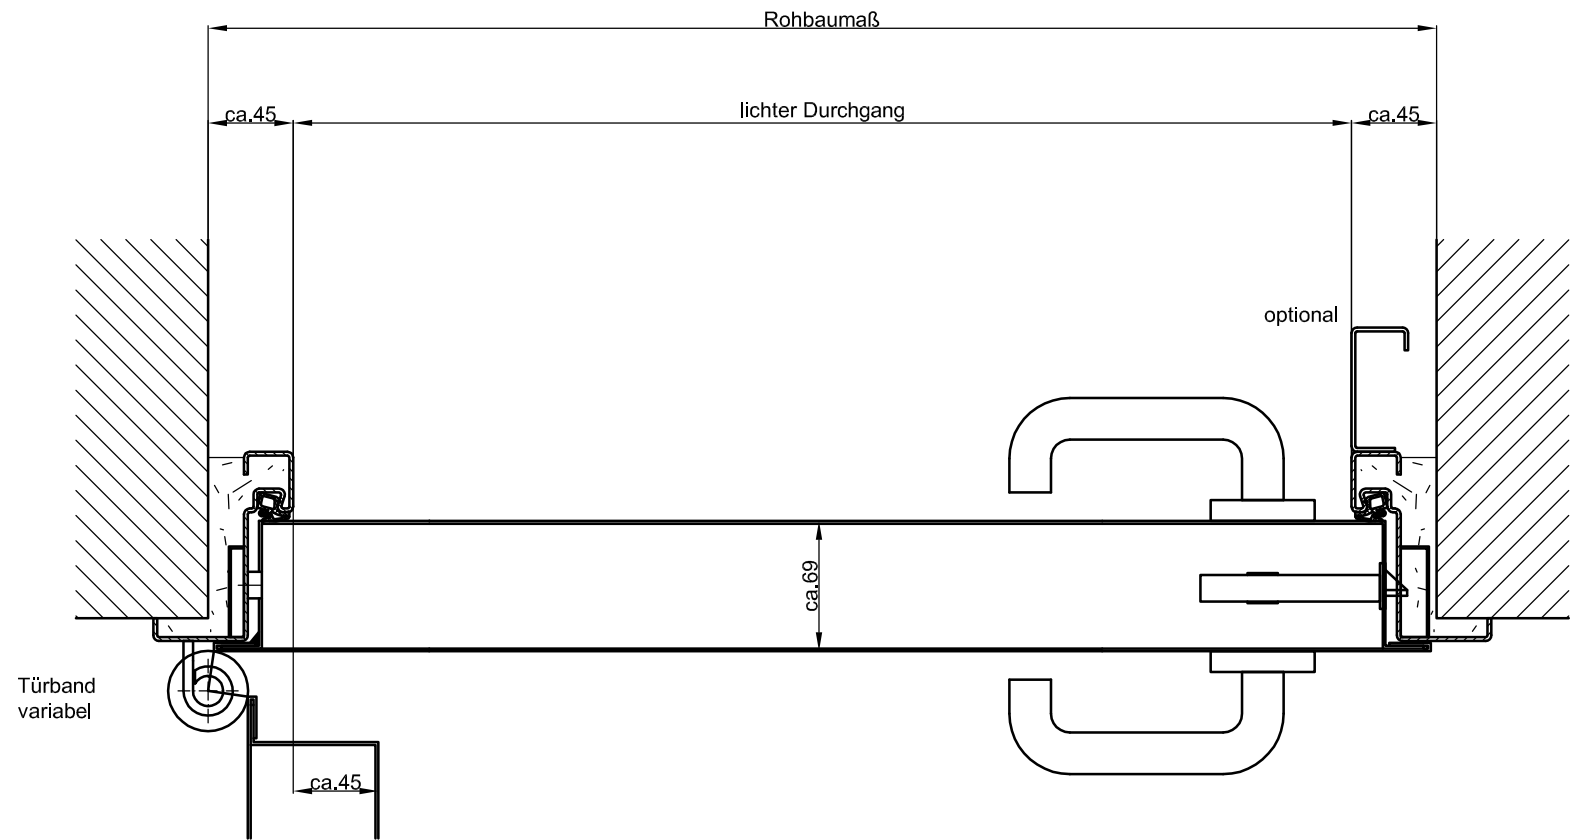 Rohbaumaß
ca.45
lichter Durchgang
ca.45
optional
ca.69
Türband
variabel
ca.45